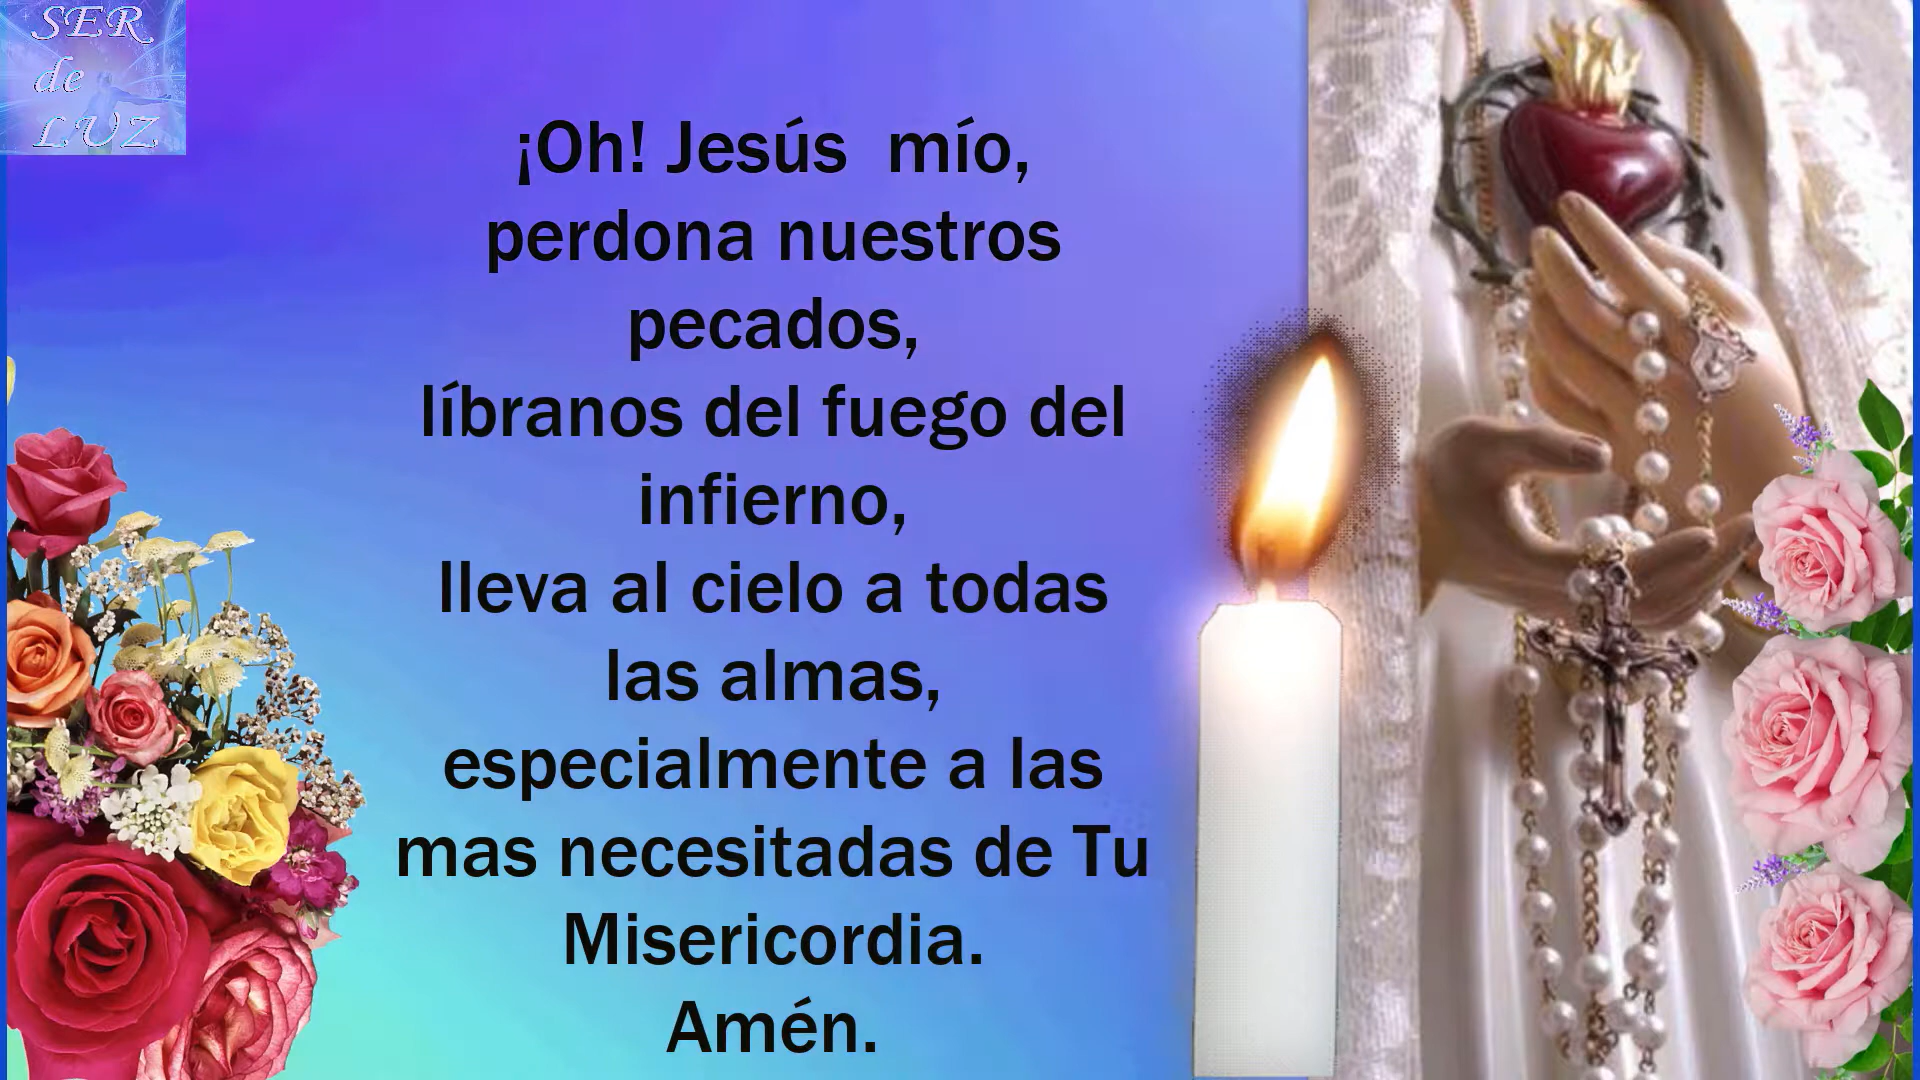 SER
de
LUZ
¡Oh! Jesús  mío,
perdona nuestros
pecados,
líbranos del fuego del
infierno,
lleva al cielo a todas
las almas,
especialmente a las
mas necesitadas de Tu
Misericordia.
Amén.